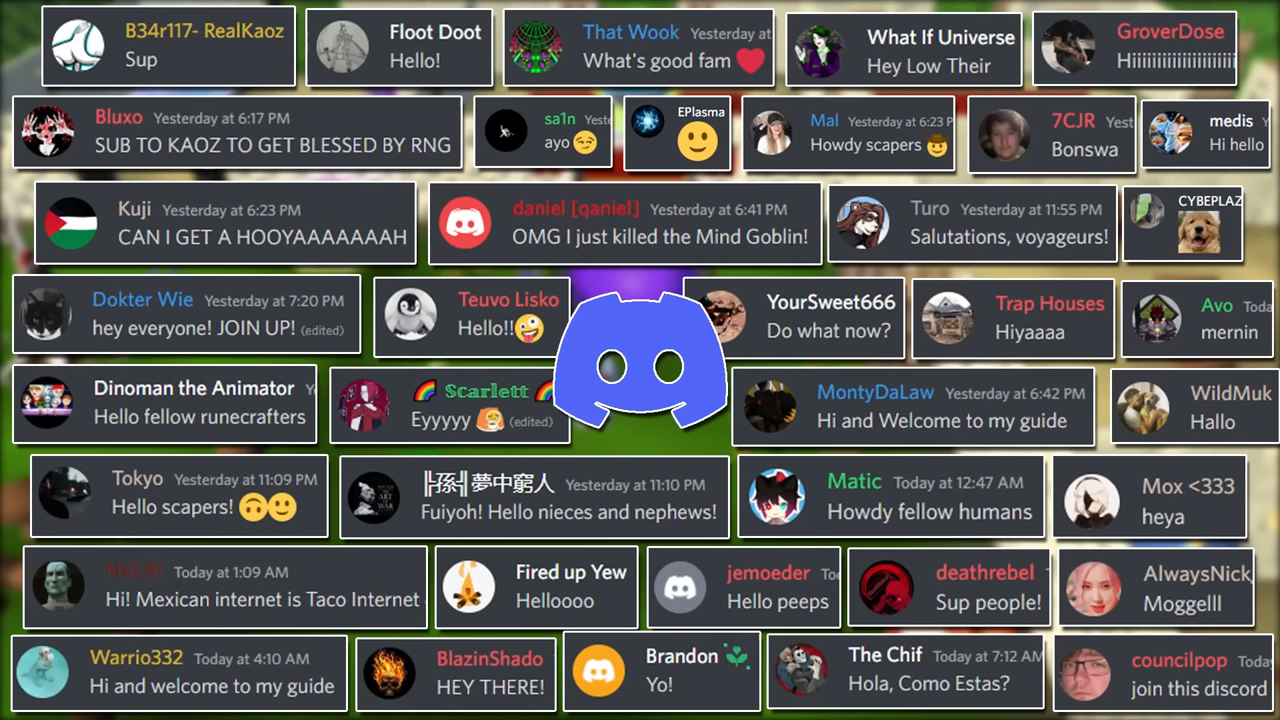 B34r117- RealKaoz
Sup
Floot Doot
Hello!
That Wook Yesterday at
What's good fam ❤️
What If Universe
Hey Low Their
GroverDose
Hiiiiiiiiiiiiiiiiiiiii
Bluxo Yesterday at 6:17 PM
SUB TO KAOZ TO GET BLESSED BY RNG
sa1n Yeste
ayo 😏
EPlasma
🙂
Mal Yesterday at 6:23 P
Howdy scapers 🤠
7CJR Yest
Bonswa
medis Y
Hi hello
Kuji Yesterday at 6:23 PM
CAN I GET A HOOYAAAAAAAH
daniel [qaniel] Yesterday at 6:41 PM
OMG I just killed the Mind Goblin!
Turo Yesterday at 11:55 PM
Salutations, voyageurs!
CYBEPLAZ
Dokter Wie Yesterday at 7:20 PM
hey everyone! JOIN UP! (edited)
Teuvo Lisko
Hello!!🤪
YourSweet666
Do what now?
Trap Houses
Hiyaaaa
Avo Toda
mernin
Dinoman the Animator Y
Hello fellow runecrafters
🌈 𝕊𝕔𝕒𝕣𝕝𝕖𝕥𝕥 🌈
Eyyyyy (edited)
MontyDaLaw Yesterday at 6:42 PM
Hi and Welcome to my guide
WildMuk
Hallo
Tokyo Yesterday at 11:09 PM
Hello scapers! 🙃🙂
╠孫╣夢中窮人 Yesterday at 11:10 PM
Fuiyoh! Hello nieces and nephews!
Matic Today at 12:47 AM
Howdy fellow humans
Mox <333
heya
NVL91 Today at 1:09 AM
Hi! Mexican internet is Taco Internet
Fired up Yew
Helloooo
jemoeder Too
Hello peeps
deathrebel
Sup people!
AlwaysNick
Moggelll
Warrio332 Today at 4:10 AM
Hi and welcome to my guide
BlazinShado
HEY THERE!
Brandon 🌿
Yo!
The Chif Today at 7:12 AM
Hola, Como Estas?
councilpop Today
join this discord